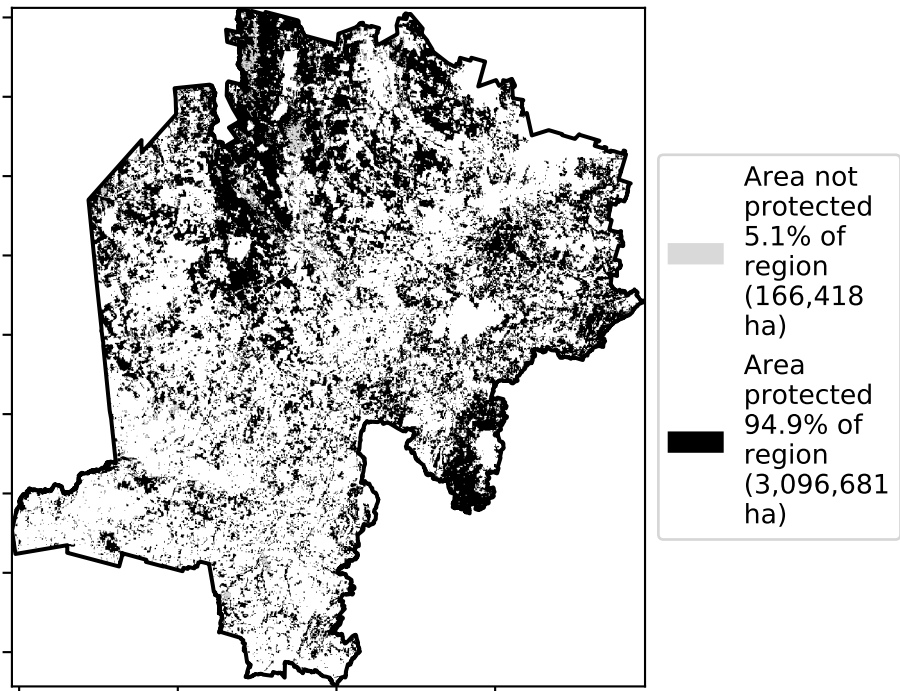 Area not
protected
5.1% of
region
(166,418
ha)
Area
protected
94.9% of
region
(3,096,681
ha)